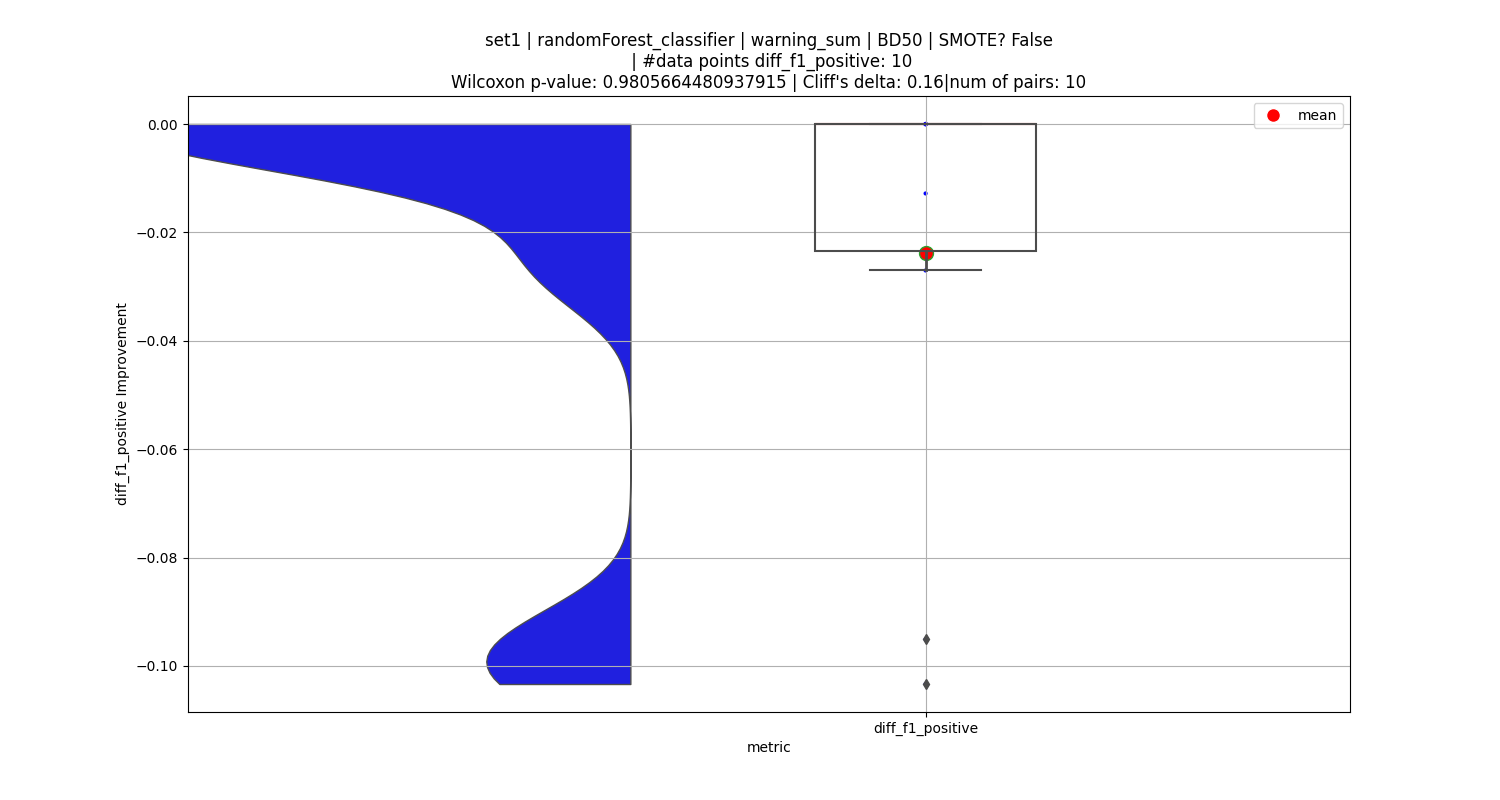 set1 | randomForest_classifier | warning_sum | BD50 | SMOTE? False
| #data points diff_f1_positive: 10
Wilcoxon p-value: 0.9805664480937915 | Cliff's delta: 0.16|num of pairs: 10
mean
0.00
−0.02
−0.04
−0.06
−0.08
−0.10
diff_f1_positive Improvement
diff_f1_positive
metric